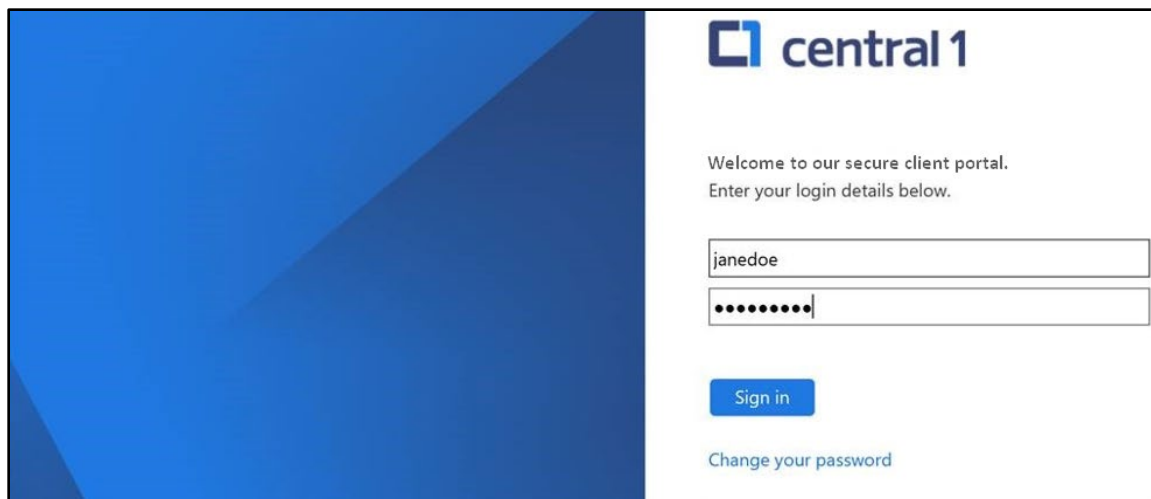 central 1
Welcome to our secure client portal.
Enter your login details below.
janedoe
•••••••••
Sign in
Change your password